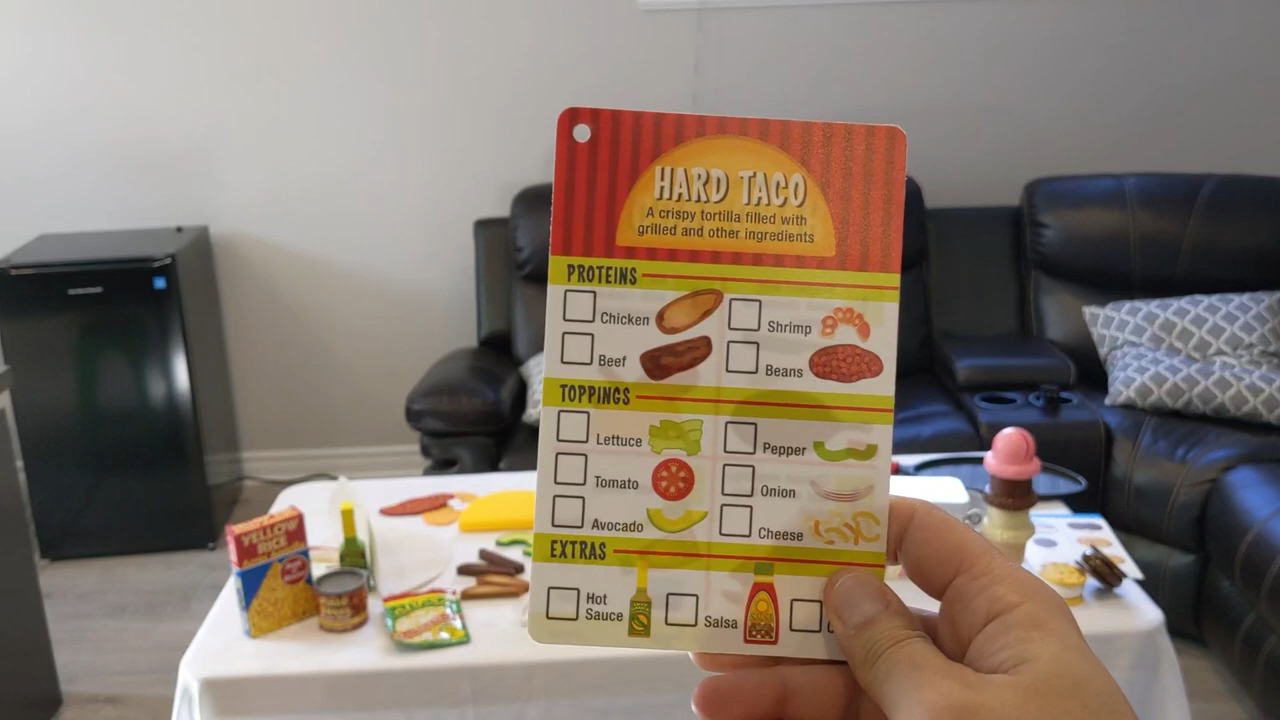 HARD TACO
A crispy tortilla filled with
grilled and other ingredients
PROTEINS
Chicken
Shrimp
Beef
Beans
TOPPINGS
Lettuce
Pepper
Tomato
Onion
Avocado
Cheese
EXTRAS
Hot
Sauce
Salsa
YELLOW
RICE